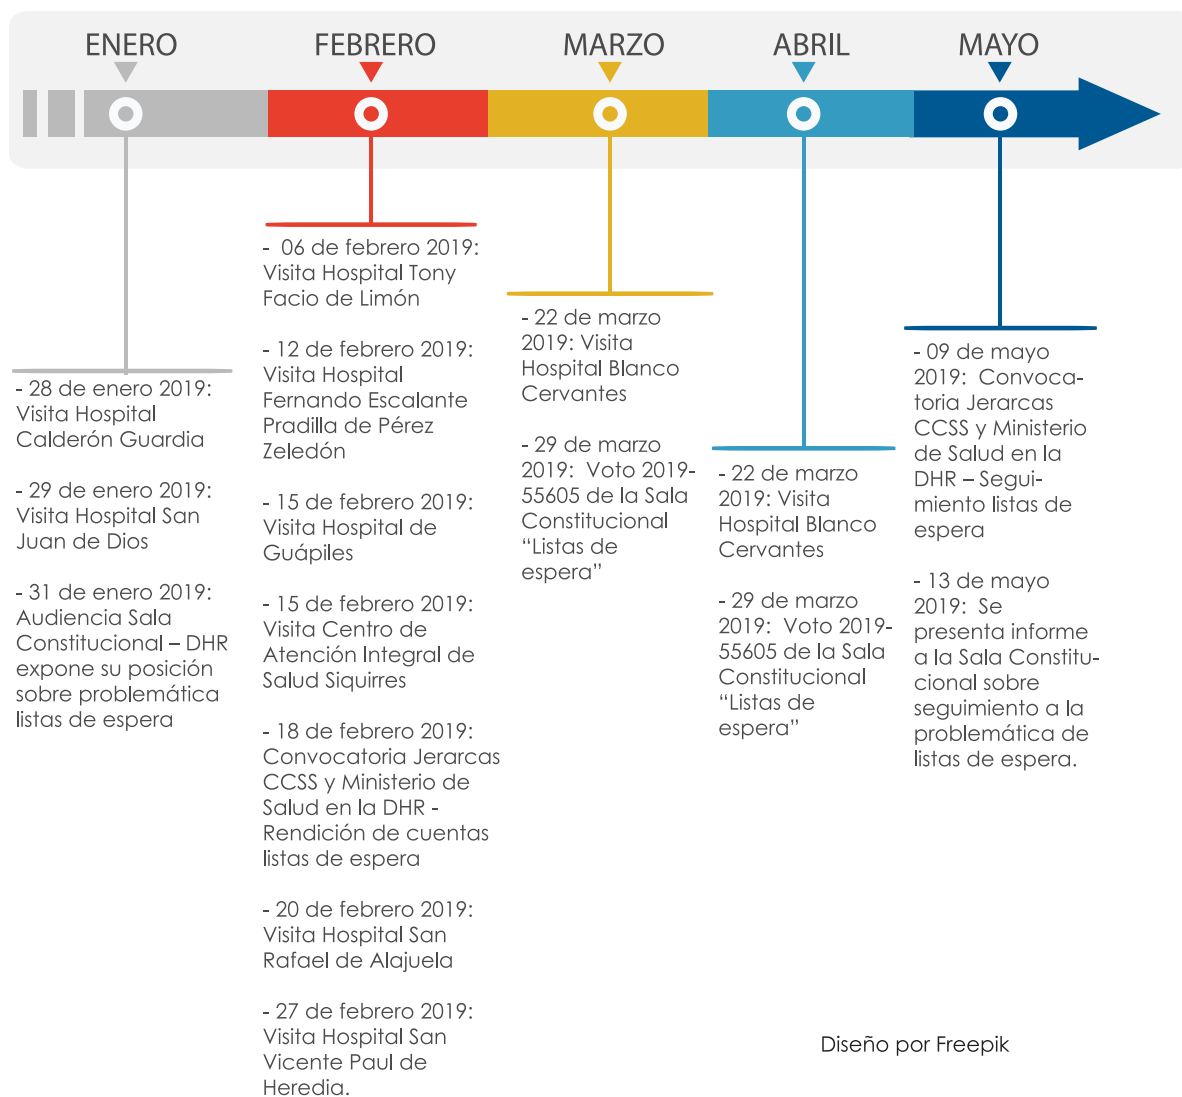 ENERO
FEBRERO
MARZO
ABRIL
MAYO
- 28 de enero 2019:
Visita Hospital
Calderón Guardia
- 29 de enero 2019:
Visita Hospital San
Juan de Dios
- 31 de enero 2019:
Audiencia Sala
Constitucional – DHR
expone su posición
sobre problemática
listas de espera
- 06 de febrero 2019:
Visita Hospital Tony
Facio de Limón
- 12 de febrero 2019:
Visita Hospital
Fernando Escalante
Pradilla de Pérez
Zeledón
- 15 de febrero 2019:
Visita Hospital de
Guápiles
- 15 de febrero 2019:
Visita Centro de
Atención Integral de
Salud Siquirres
- 18 de febrero 2019:
Convocatoria Jerarcas
CCSS y Ministerio de
Salud en la DHR -
Rendición de cuentas
listas de espera
- 20 de febrero 2019:
Visita Hospital San
Rafael de Alajuela
- 27 de febrero 2019:
Visita Hospital San
Vicente Paul de
Heredia.
- 22 de marzo
2019: Visita
Hospital Blanco
Cervantes
- 29 de marzo
2019: Voto 2019-
55605 de la Sala
Constitucional
“Listas de
espera”
- 22 de marzo
2019: Visita
Hospital Blanco
Cervantes
- 29 de marzo
2019: Voto 2019-
55605 de la Sala
Constitucional
“Listas de
espera”
- 09 de mayo
2019: Convoca-
toria Jerarcas
CCSS y Ministerio
de Salud en la
DHR – Segui-
miento listas de
espera
- 13 de mayo
2019: Se
presenta informe
a la Sala Constitu-
cional sobre
seguimiento a la
problemática de
listas de espera.
Diseño por Freepik